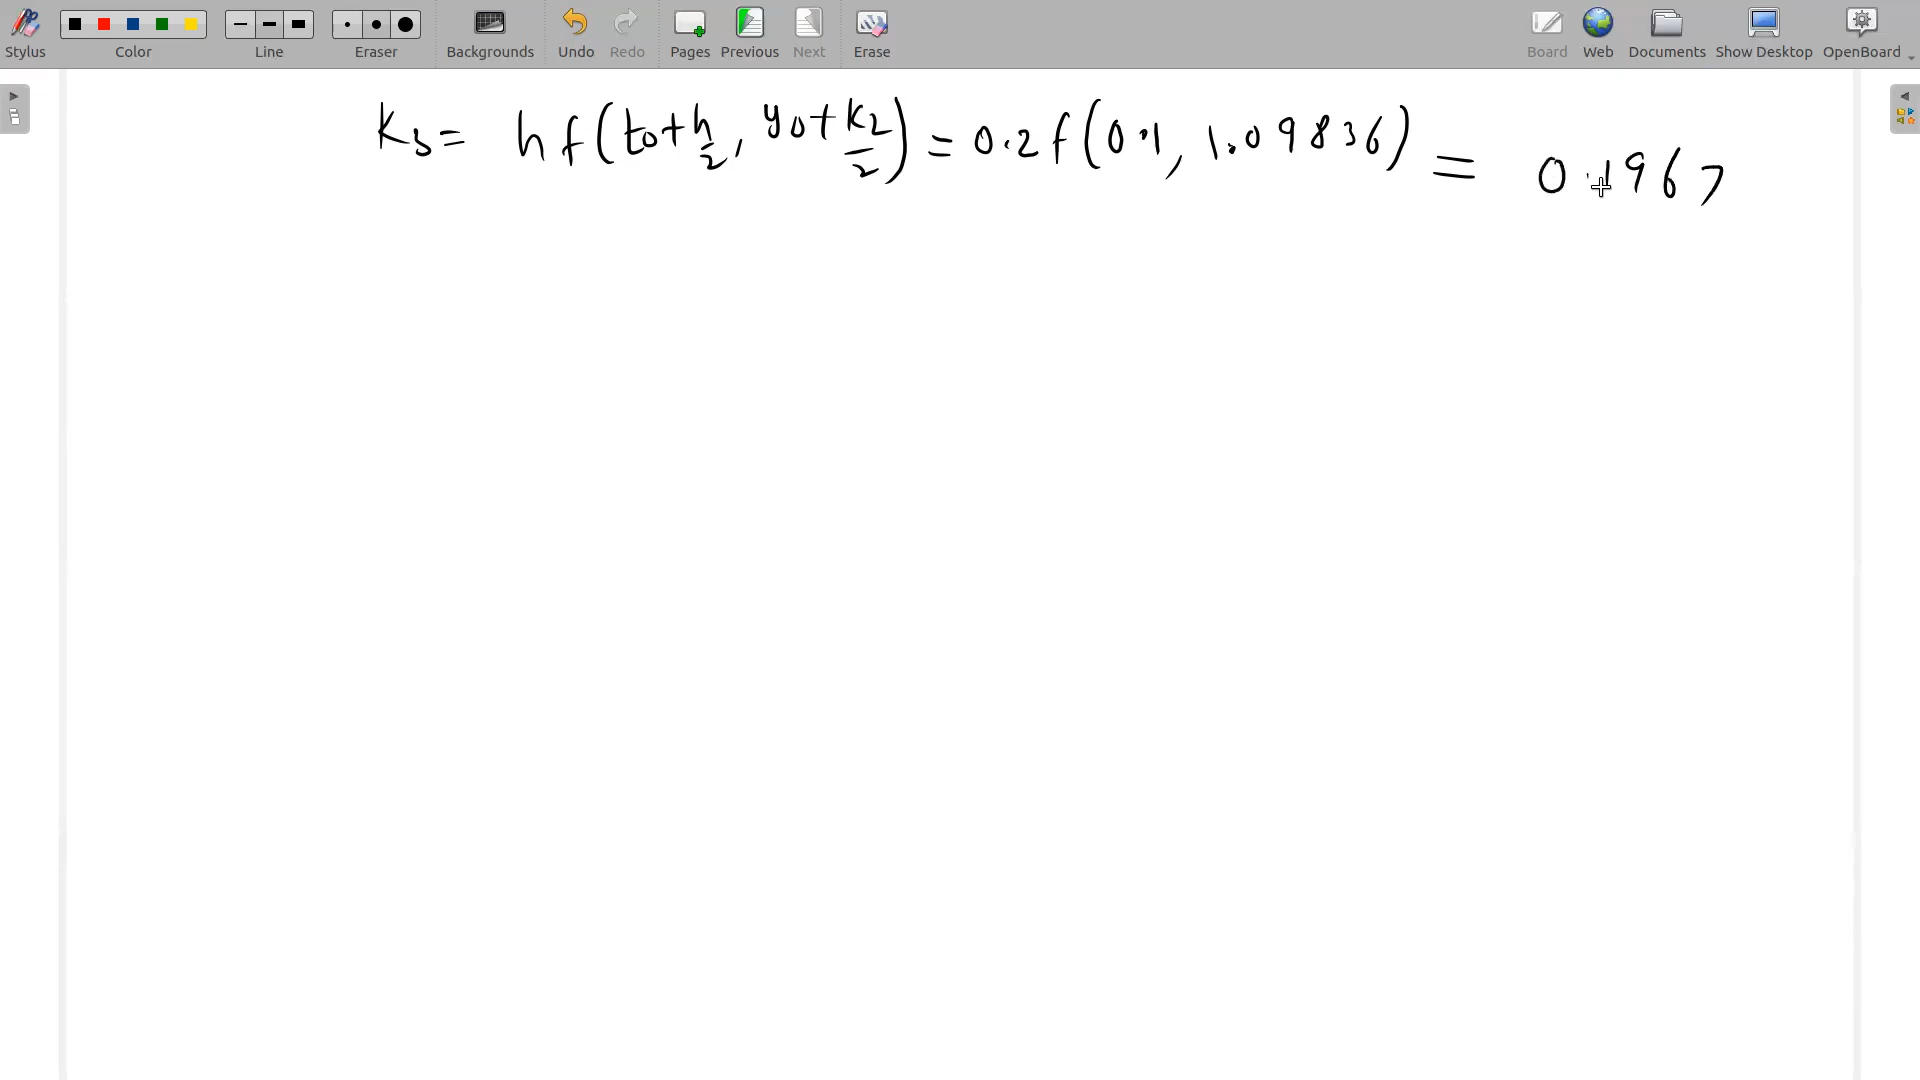 Stylus Color Line Eraser Backgrounds Undo Redo Pages Previous Next Erase Board Web Documents Show Desktop OpenBoard
K3 = hf(t0+h/2, y0+K2/2) = 0.2f(0.1, 1.09836) = 0.1967